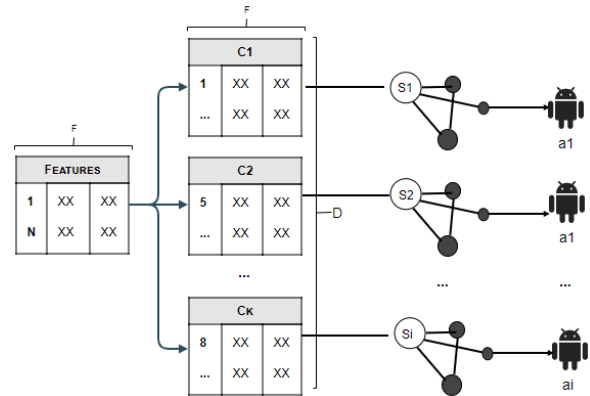 F
F
FEATURES
1 XX XX
N XX XX
C1
1 XX XX
... XX XX
C2
5 XX XX
... XX XX
...
CK
8 XX XX
... XX XX
D
S1
a1
S2
a1
... ...
Si
ai